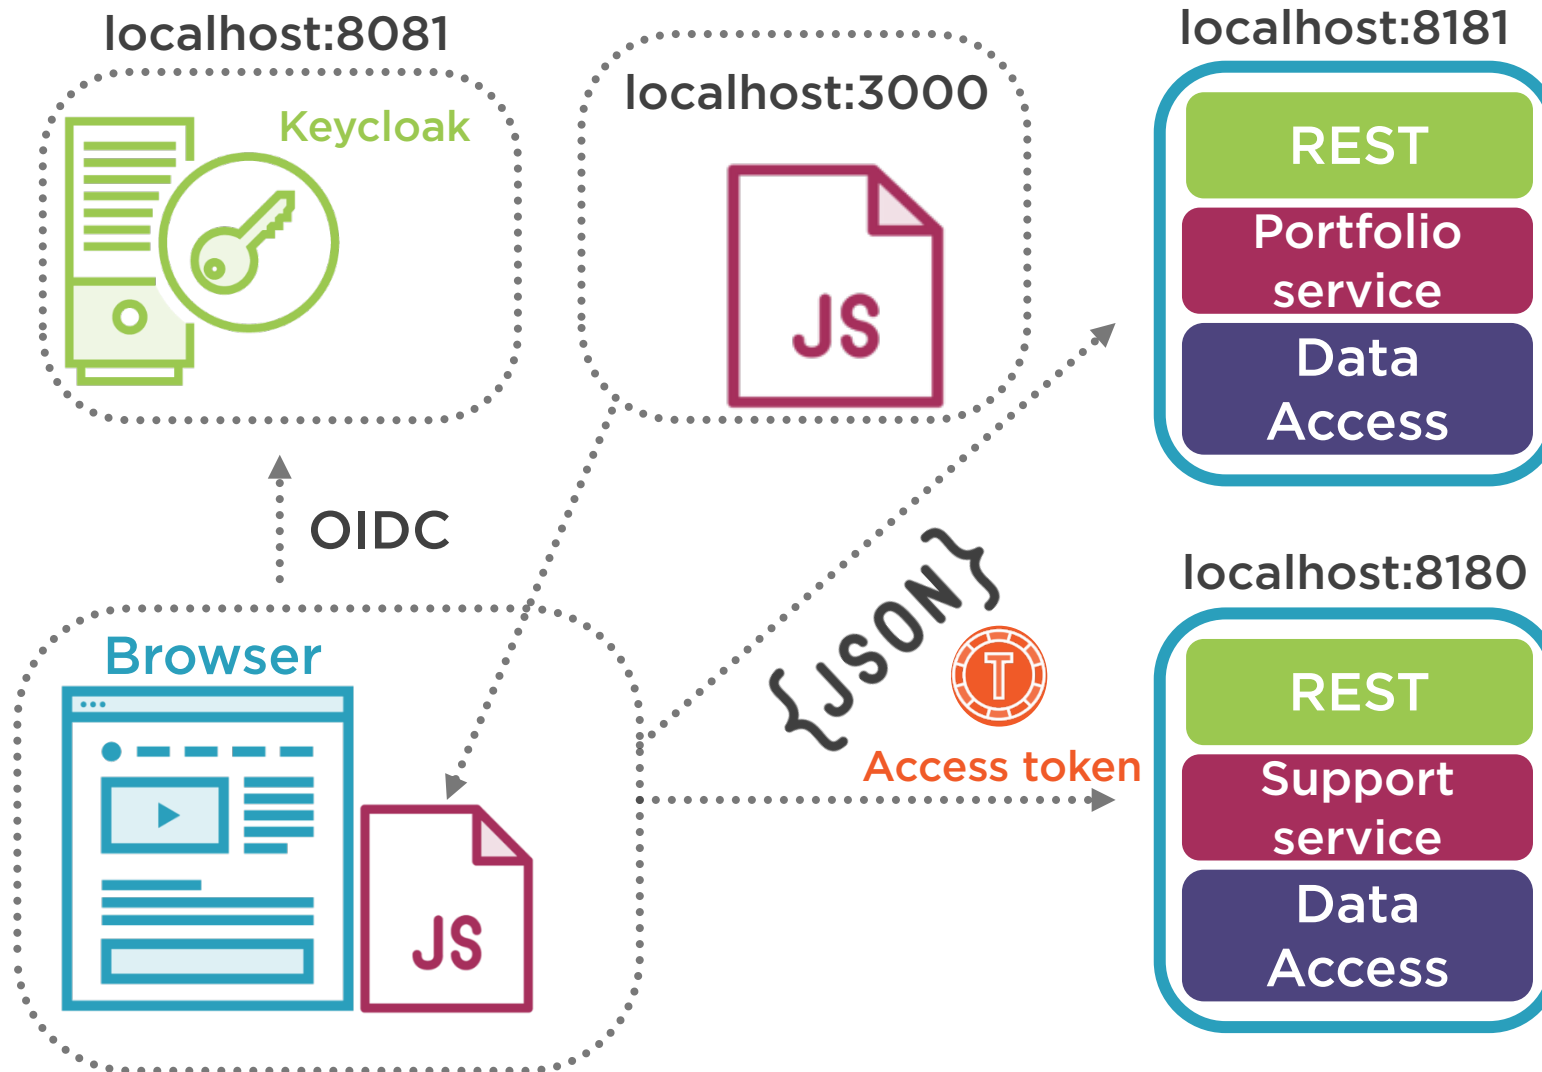 localhost:8081
Keycloak
localhost:3000
JS
localhost:8181
REST
Portfolio
service
Data
Access
OIDC
Browser
JS
{JSON}
T
Access token
localhost:8180
REST
Support
service
Data
Access